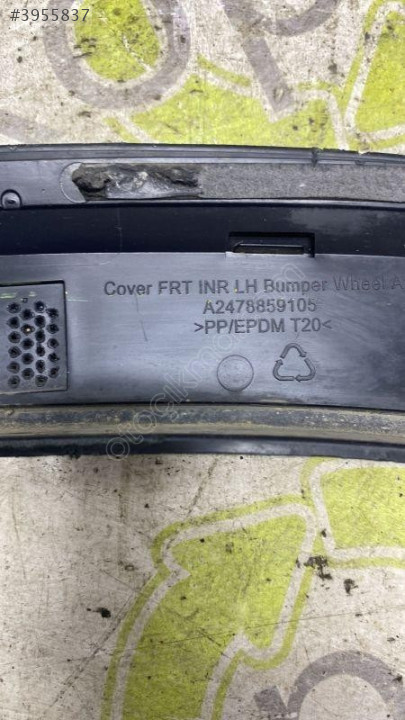 #3955837
Cover FRT INR LH Bumper Wheel A
A2478859105
>PP/EPDM T20<